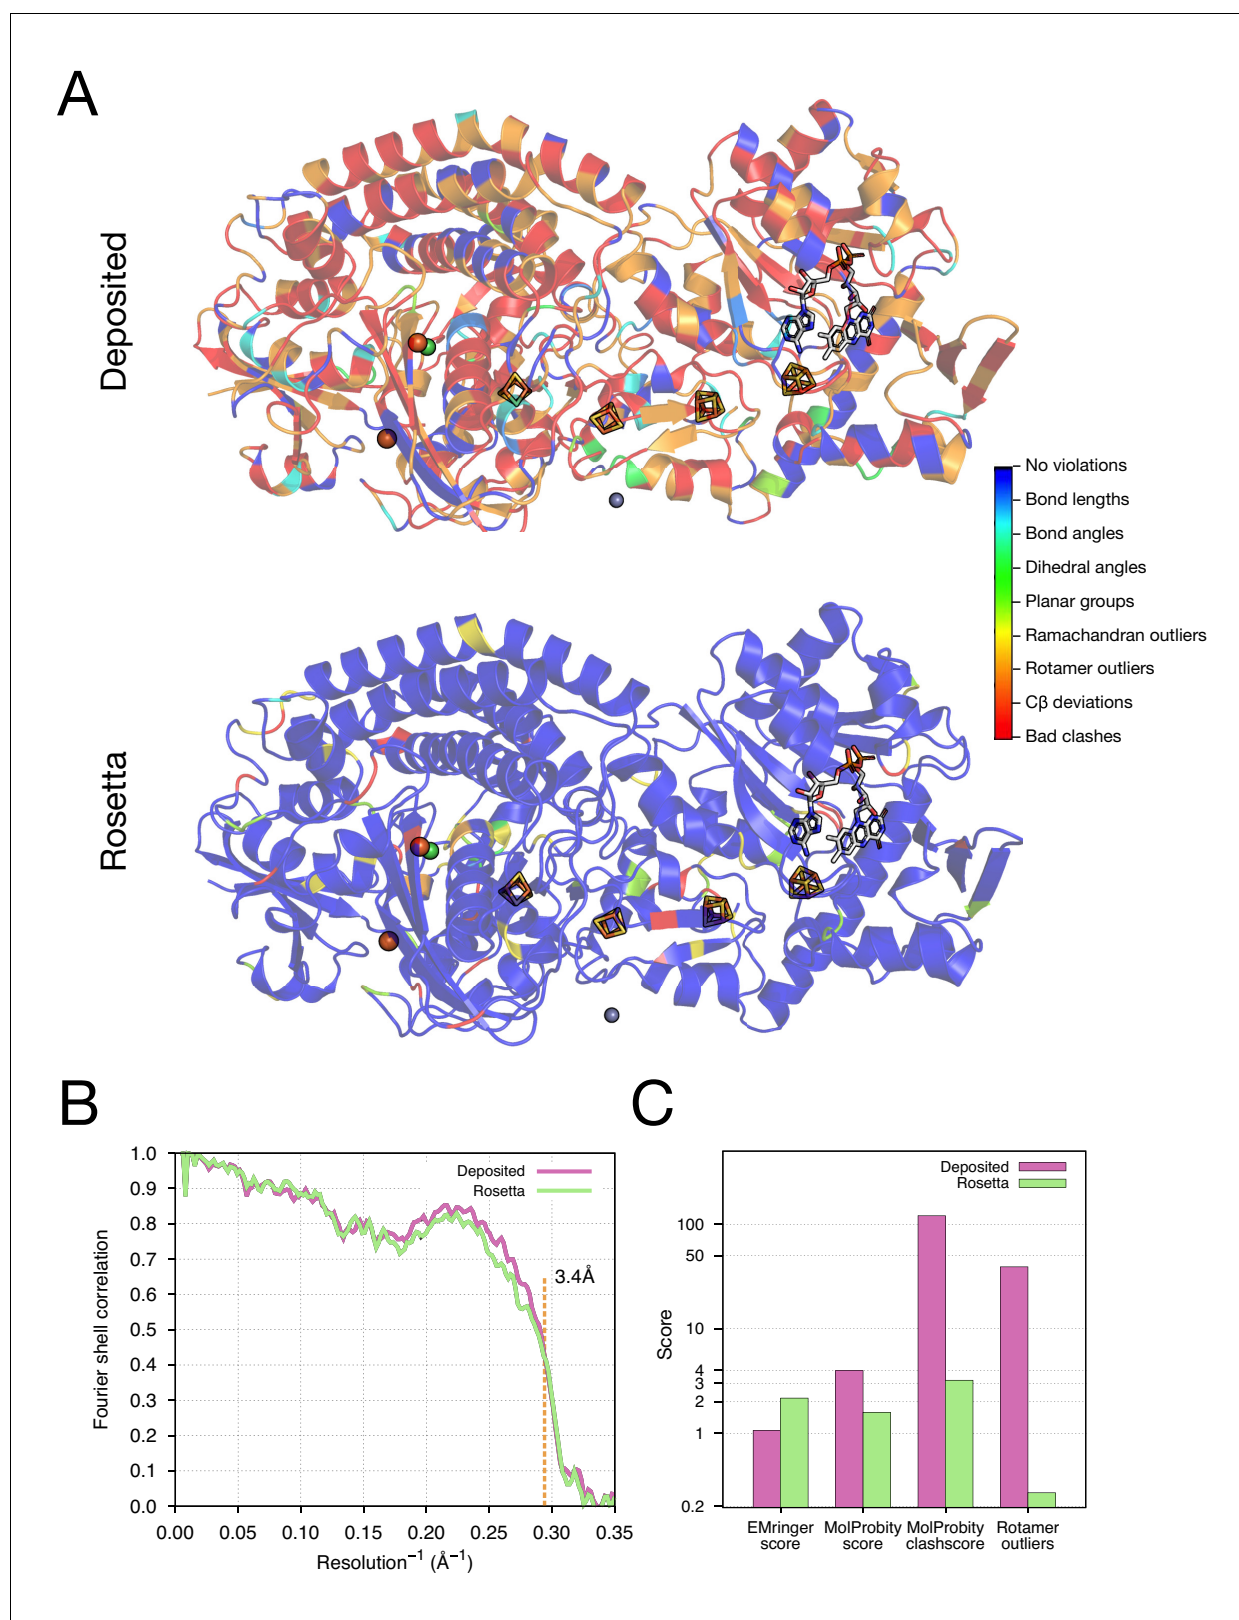 A
Deposited
No violations
Bond lengths
Bond angles
Dihedral angles
Planar groups
Ramachandran outliers
Rotamer outliers
Cβ deviations
Bad clashes
Rosetta
B
Fourier shell correlation
1.0
0.9
0.8
0.7
0.6
0.5
0.4
0.3
0.2
0.1
0.0
Deposited
Rosetta
3.4Å
0.00 0.05 0.10 0.15 0.20 0.25 0.30 0.35
Resolution⁻¹ (Å⁻¹)
C
Score
100
50
10
4
3
2
1
0.2
Deposited
Rosetta
EMringer score
MolProbity score
MolProbity clashscore
Rotamer outliers